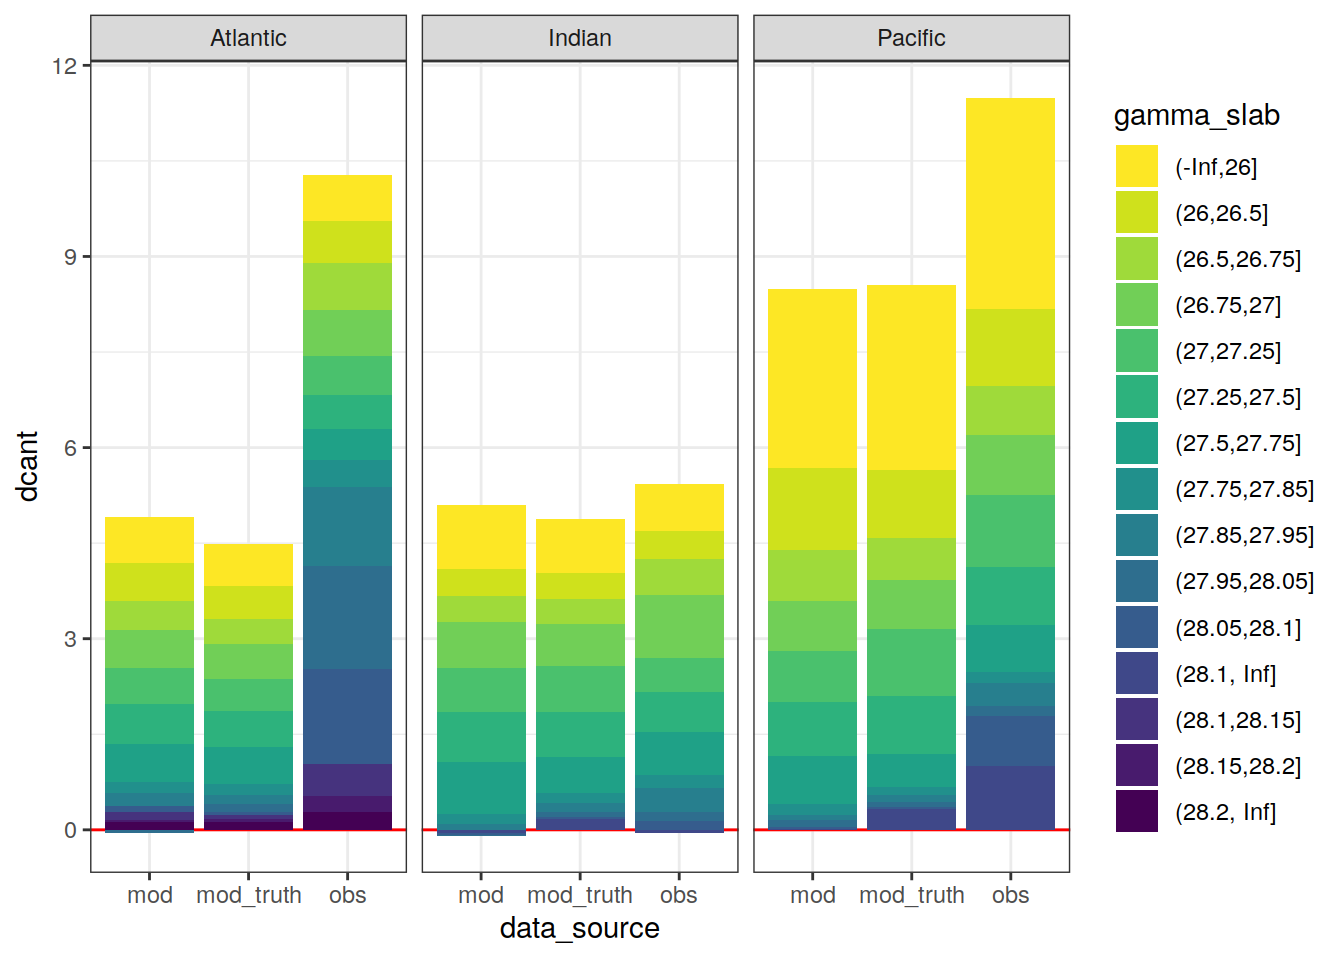 Atlantic Indian Pacific
12
9
6
3
0
dcant
mod mod_truth obs mod mod_truth obs mod mod_truth obs
data_source
gamma_slab
(-Inf,26]
(26,26.5]
(26.5,26.75]
(26.75,27]
(27,27.25]
(27.25,27.5]
(27.5,27.75]
(27.75,27.85]
(27.85,27.95]
(27.95,28.05]
(28.05,28.1]
(28.1, Inf]
(28.1,28.15]
(28.15,28.2]
(28.2, Inf]